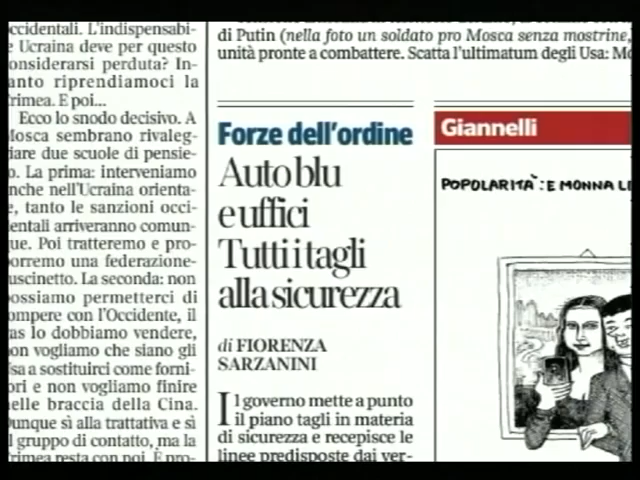 ccidentali. L'indispensabi-
e Ucraina deve per questo
onsiderarsi perduta? In-
anto riprendiamoci la
rimea. E poi...
Ecco lo snodo decisivo. A
Mosca sembrano rivaleg-
iare due scuole di pensie-
o. La prima: interveniamo
nche nell'Ucraina orienta-
e, tanto le sanzioni occi-
dentali arriveranno comun-
ue. Poi tratteremo e pro-
orremo una federazione-
uscinetto. La seconda: non
ossiamo permetterci di
ompere con l'Occidente, il
as lo dobbiamo vendere,
on vogliamo che siano gli
sa a sostituirci come forni-
ori e non vogliamo finire
elle braccia della Cina.
unque sì alla trattativa e sì
l gruppo di contatto, ma la
rimea resta con noi. È pro-
di Putin (nella foto un soldato pro Mosca senza mostrine,
unità pronte a combattere. Scatta l'ultimatum degli Usa: Mo
Forze dell'ordine
Auto blu
e uffici
Tutti i tagli
alla sicurezza
di FIORENZA
SARZANINI
Il governo mette a punto
il piano tagli in materia
di sicurezza e recepisce le
linee predisposte dai ver-
Giannelli
POPOLARITÀ: E MONNA LI